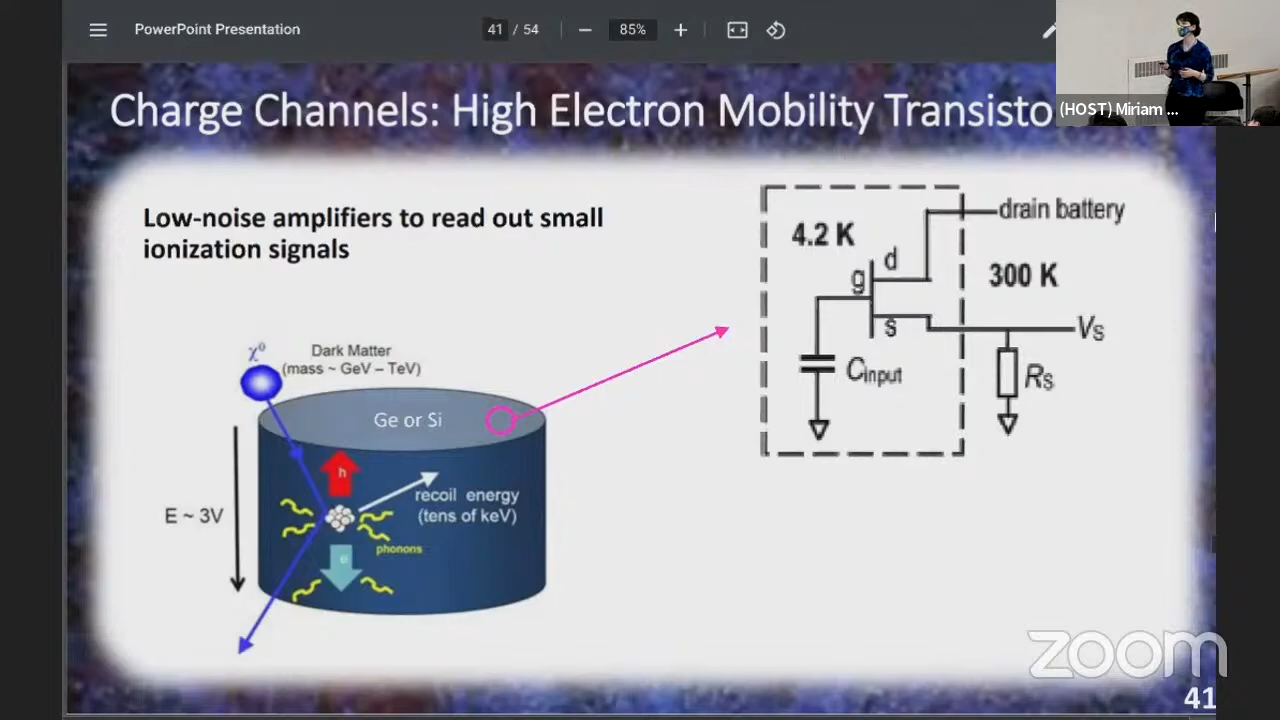 PowerPoint Presentation
41 / 54
85%
(HOST) Miriam ...
Charge Channels: High Electron Mobility Transisto
Low-noise amplifiers to read out small
ionization signals
χ⁰
Dark Matter
(mass ~ GeV – TeV)
Ge or Si
h
recoil energy
(tens of keV)
E ~ 3V
phonons
e
4.2 K
drain battery
d
g
300 K
s
Vs
Cinput
Rs
zoom
41